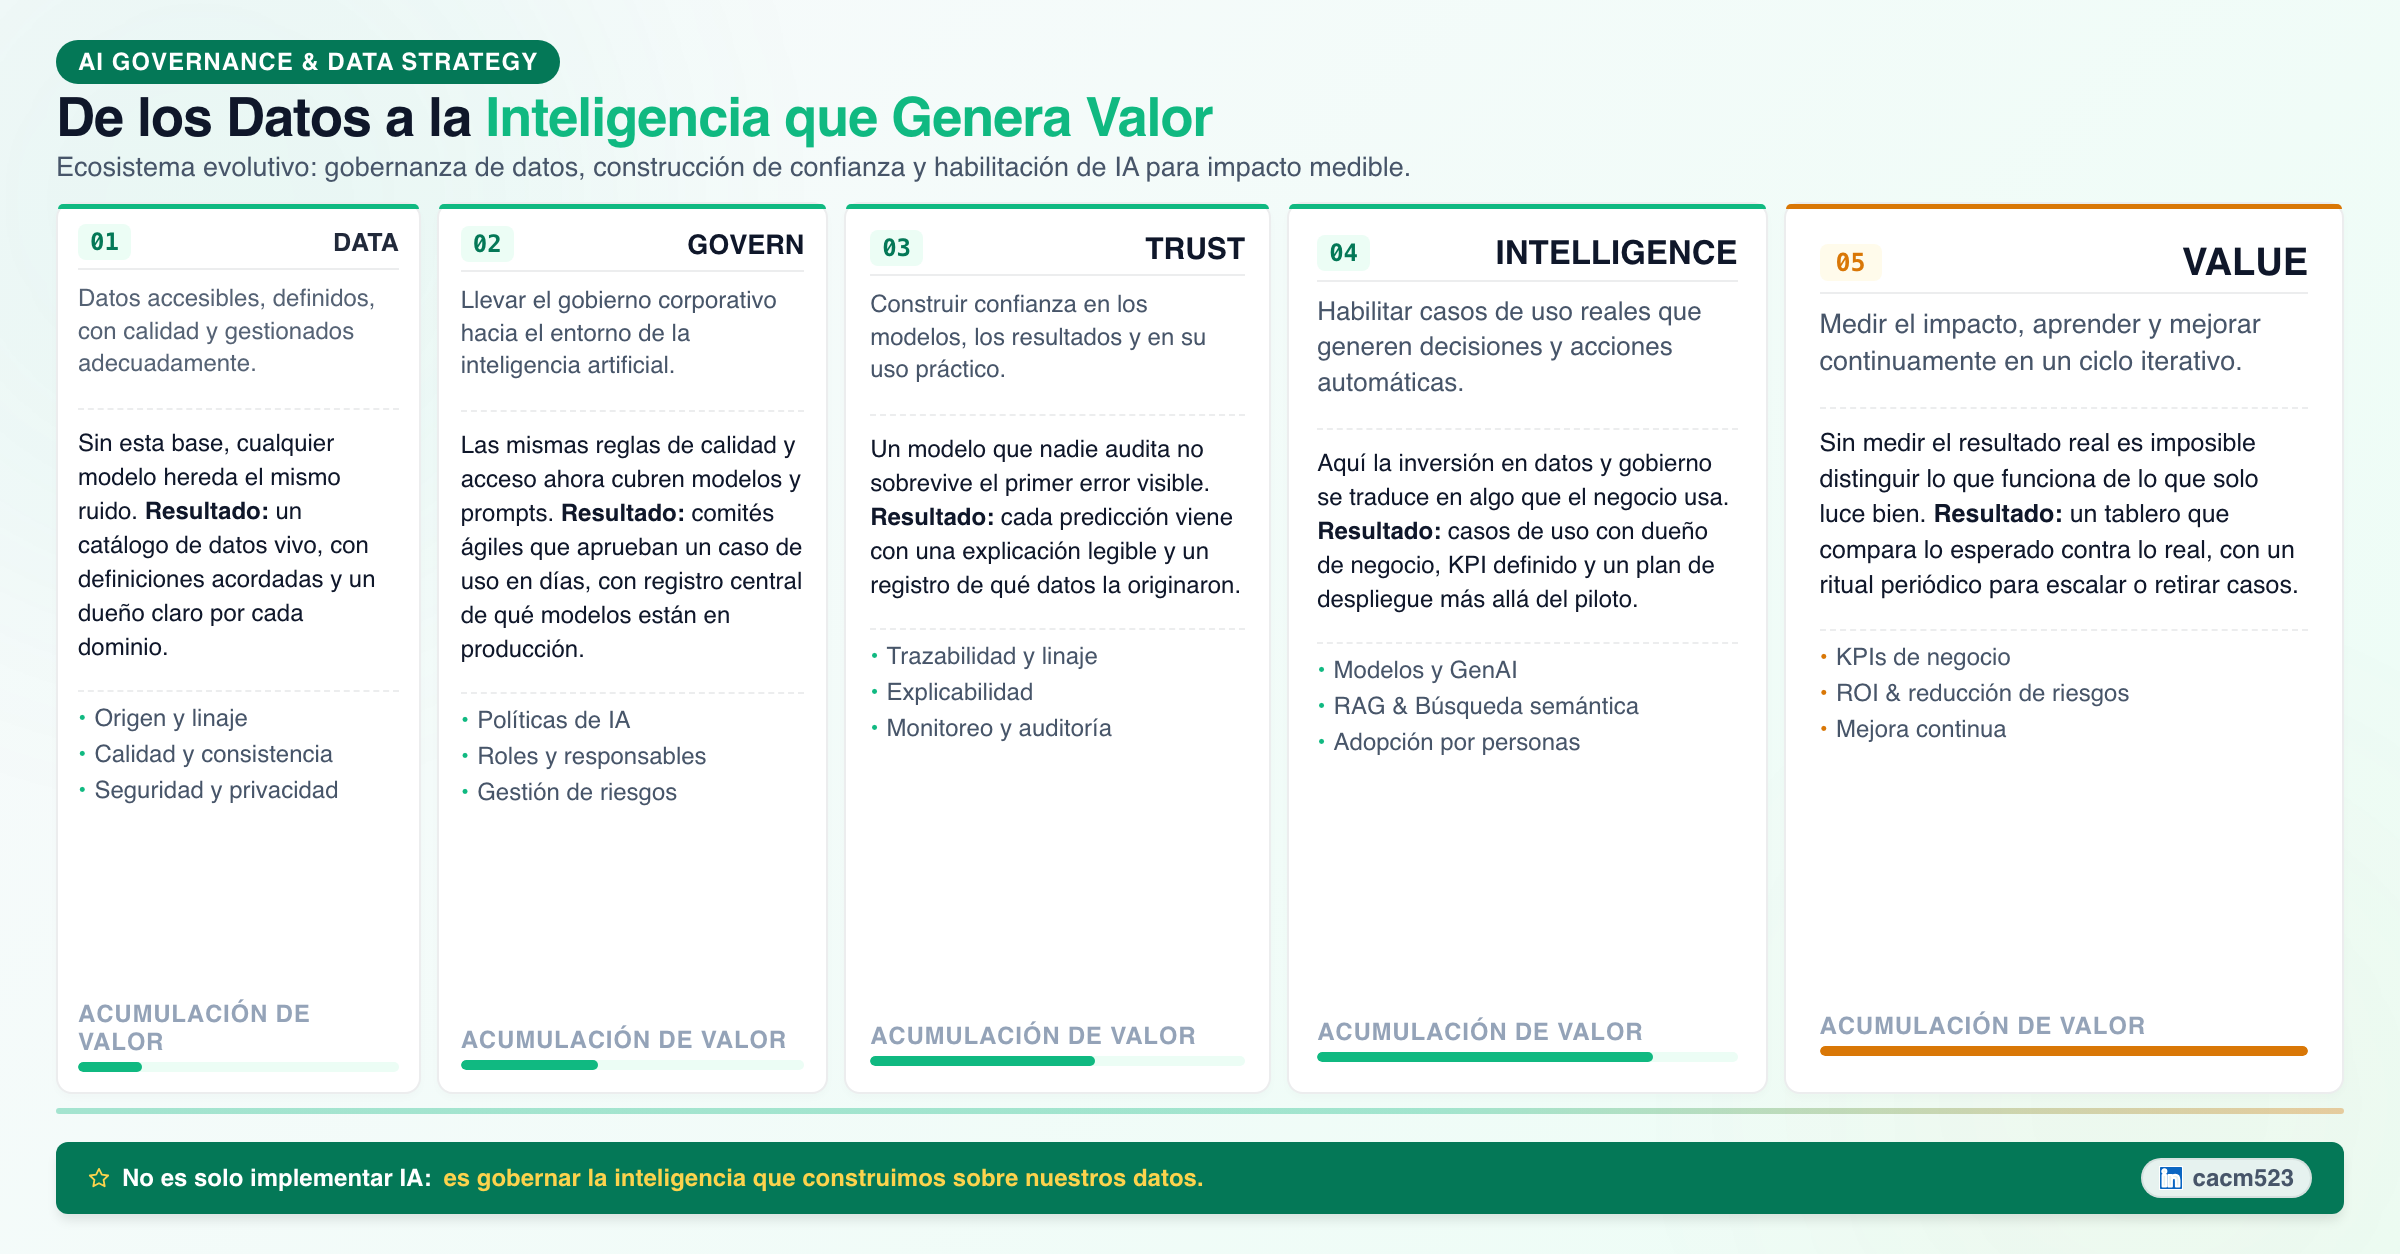 AI GOVERNANCE & DATA STRATEGY
De los Datos a la Inteligencia que Genera Valor
Ecosistema evolutivo: gobernanza de datos, construcción de confianza y habilitación de IA para impacto medible.
01
DATA
Datos accesibles, definidos,
con calidad y gestionados
adecuadamente.
Sin esta base, cualquier
modelo hereda el mismo
ruido. Resultado: un
catálogo de datos vivo, con
definiciones acordadas y un
dueño claro por cada
dominio.
• Origen y linaje
• Calidad y consistencia
• Seguridad y privacidad
ACUMULACIÓN DE
VALOR
02
GOVERN
Llevar el gobierno corporativo
hacia el entorno de la
inteligencia artificial.
Las mismas reglas de calidad y
acceso ahora cubren modelos y
prompts. Resultado: comités
ágiles que aprueban un caso de
uso en días, con registro central
de qué modelos están en
producción.
• Políticas de IA
• Roles y responsables
• Gestión de riesgos
ACUMULACIÓN DE VALOR
03
TRUST
Construir confianza en los
modelos, los resultados y en su
uso práctico.
Un modelo que nadie audita no
sobrevive el primer error visible.
Resultado: cada predicción viene
con una explicación legible y un
registro de qué datos la originaron.
• Trazabilidad y linaje
• Explicabilidad
• Monitoreo y auditoría
ACUMULACIÓN DE VALOR
04
INTELLIGENCE
Habilitar casos de uso reales que
generen decisiones y acciones
automáticas.
Aquí la inversión en datos y gobierno
se traduce en algo que el negocio usa.
Resultado: casos de uso con dueño
de negocio, KPI definido y un plan de
despliegue más allá del piloto.
• Modelos y GenAI
• RAG & Búsqueda semántica
• Adopción por personas
ACUMULACIÓN DE VALOR
05
VALUE
Medir el impacto, aprender y mejorar
continuamente en un ciclo iterativo.
Sin medir el resultado real es imposible
distinguir lo que funciona de lo que solo
luce bien. Resultado: un tablero que
compara lo esperado contra lo real, con un
ritual periódico para escalar o retirar casos.
• KPIs de negocio
• ROI & reducción de riesgos
• Mejora continua
ACUMULACIÓN DE VALOR
No es solo implementar IA: es gobernar la inteligencia que construimos sobre nuestros datos.
in cacm523